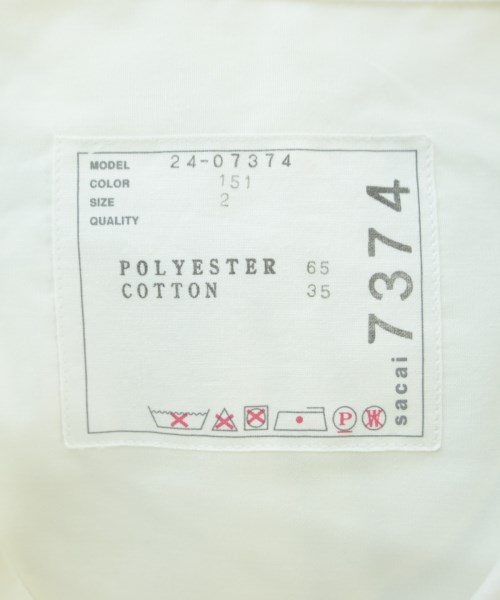 MODEL 24-07374
COLOR 151
SIZE 2
QUALITY
POLYESTER 65
COTTON 35
P W
sacai 7374